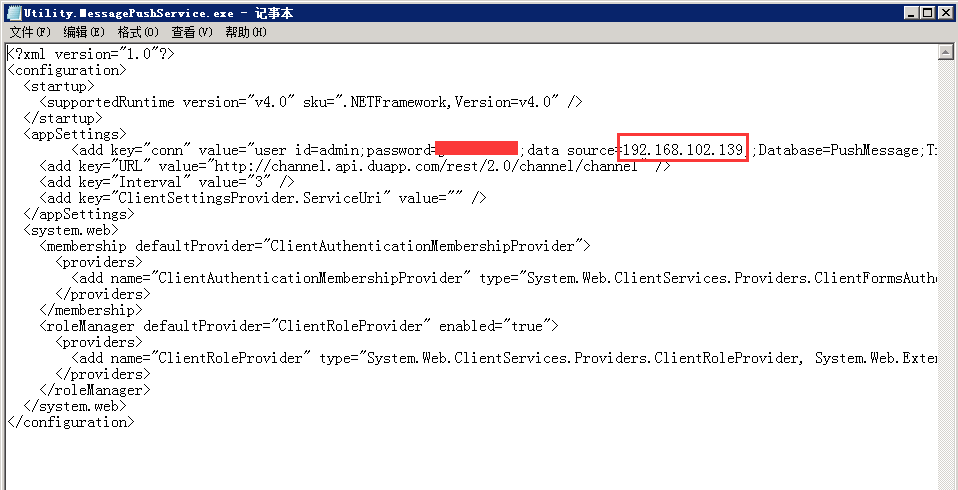 Utility.MessagePushService.exe - 记事本
文件(F) 编辑(E) 格式(O) 查看(V) 帮助(H)
<?xml version="1.0"?>
<configuration>
<startup>
<supportedRuntime version="v4.0" sku=".NETFramework,Version=v4.0" />
</startup>
<appSettings>
<add key="conn" value="user id=admin;password= ;data source=192.168.102.139,;Database=PushMessage;Ti
<add key="URL" value="http://channel.api.duapp.com/rest/2.0/channel/channel" />
<add key="Interval" value="3" />
<add key="ClientSettingsProvider.ServiceUri" value="" />
</appSettings>
<system.web>
<membership defaultProvider="ClientAuthenticationMembershipProvider">
<providers>
<add name="ClientAuthenticationMembershipProvider" type="System.Web.ClientServices.Providers.ClientFormsAuthe
</providers>
</membership>
<roleManager defaultProvider="ClientRoleProvider" enabled="true">
<providers>
<add name="ClientRoleProvider" type="System.Web.ClientServices.Providers.ClientRoleProvider, System.Web.Exten
</providers>
</roleManager>
</system.web>
</configuration>